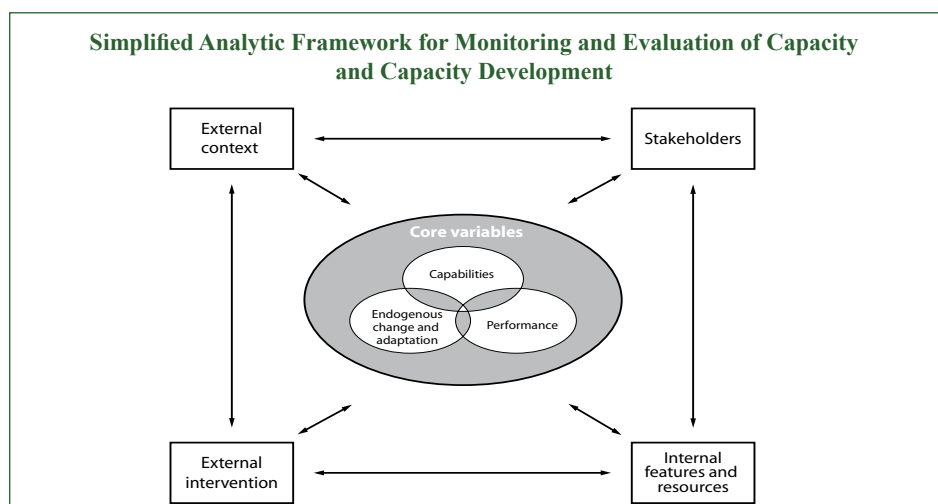 Simplified Analytic Framework for Monitoring and Evaluation of Capacity
and Capacity Development
External
context
Stakeholders
Core variables
Capabilities
Endogenous
change and
adaptation
Performance
External
intervention
Internal
features and
resources